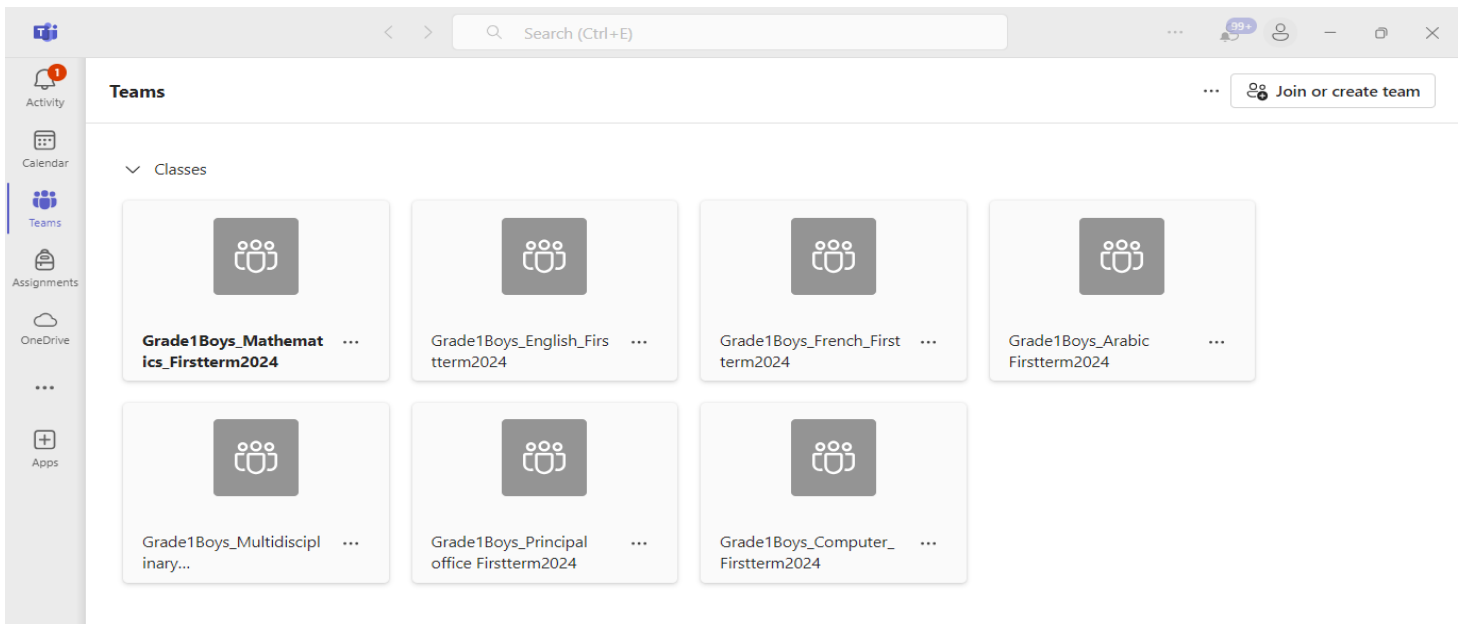 Search (Ctrl+E)
99+
1
Activity
Teams
Join or create team
Calendar
Classes
Teams
Assignments
OneDrive
Grade1Boys_Mathemat
ics_Firstterm2024
Grade1Boys_English_Firs
tterm2024
Grade1Boys_French_First
term2024
Grade1Boys_Arabic
Firstterm2024
Apps
Grade1Boys_Multidiscipl
inary...
Grade1Boys_Principal
office Firstterm2024
Grade1Boys_Computer_
Firstterm2024